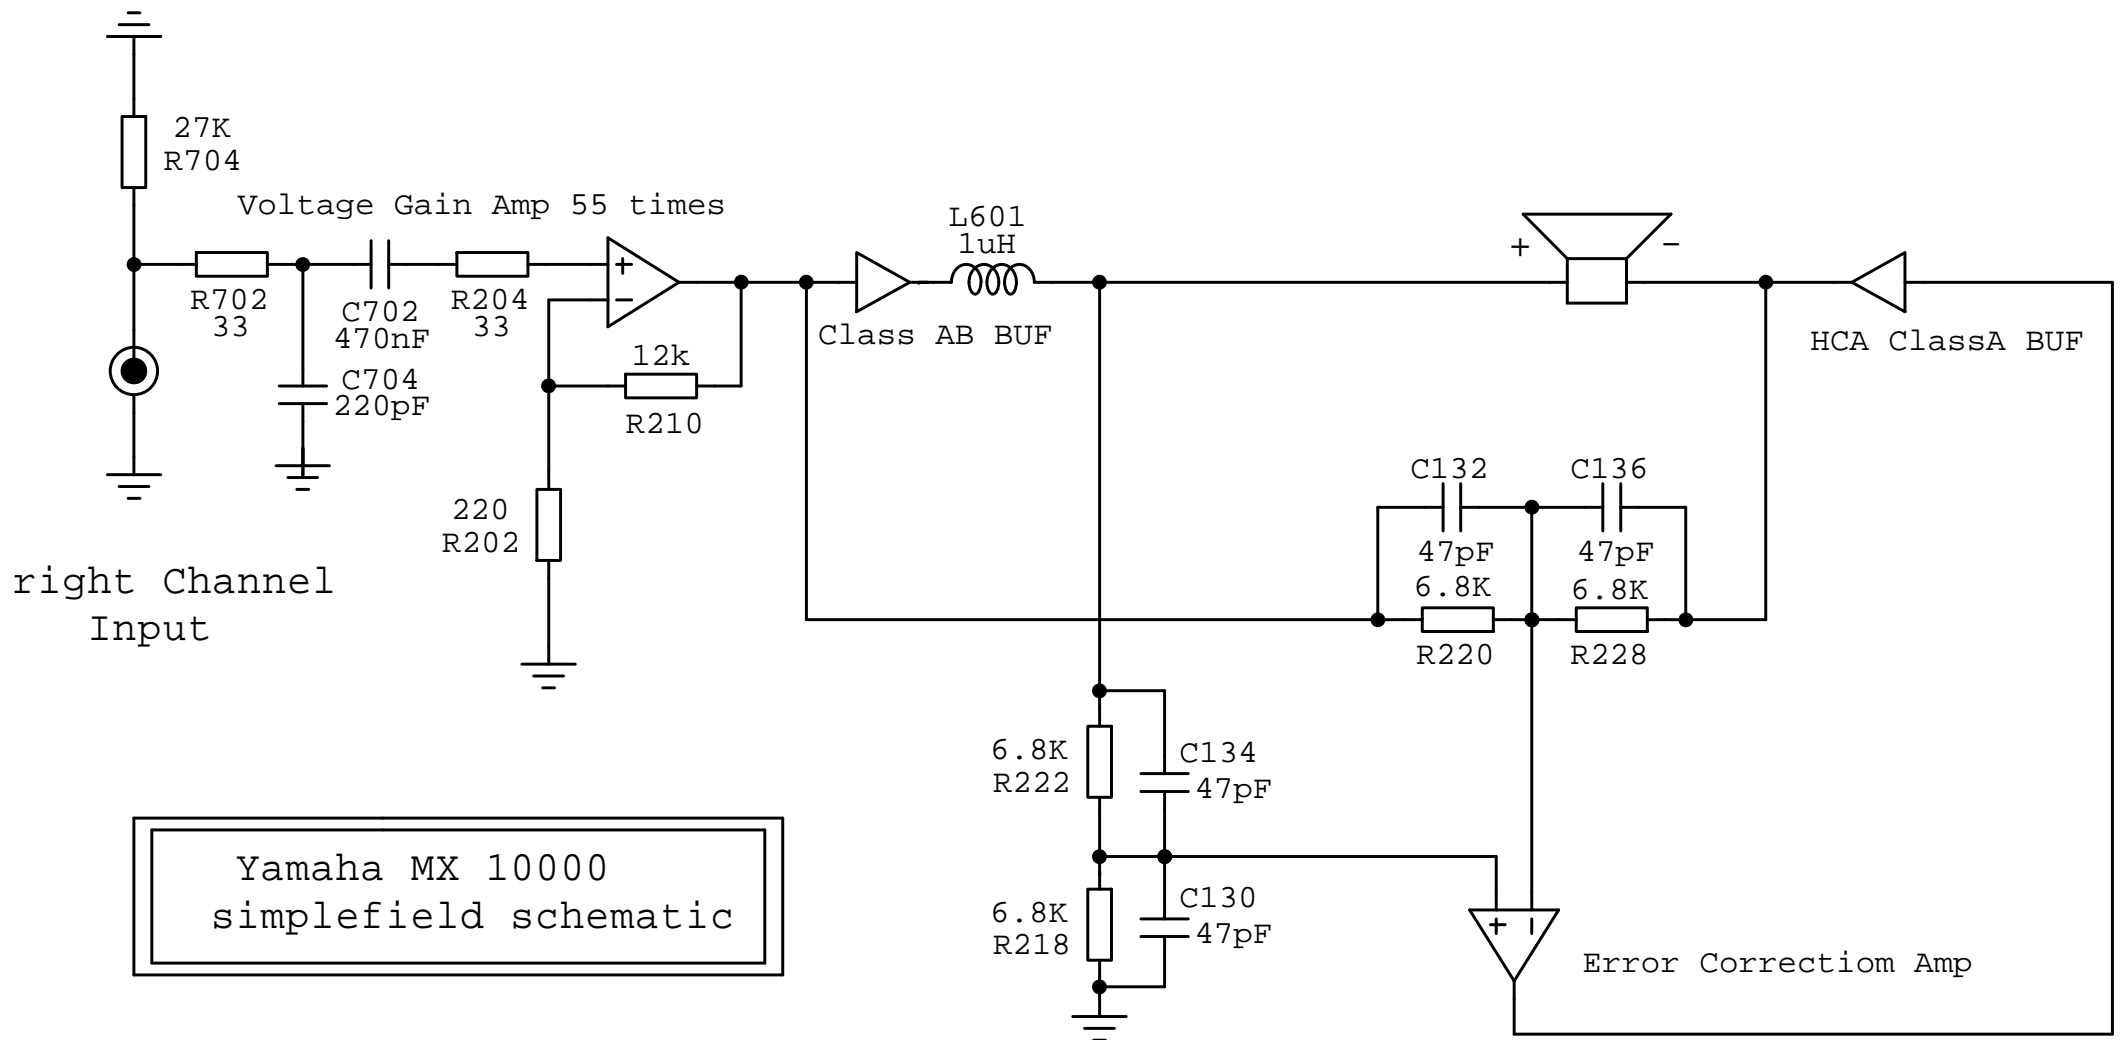 27K
R704
Voltage Gain Amp 55 times
R702
33
C702
470nF
R204
33
+
−
C704
220pF
12k
R210
220
R202
right Channel
Input
L601
1uH
Class AB BUF
+
−
HCA ClassA BUF
C132
47pF
6.8K
R220
C136
47pF
6.8K
R228
6.8K
R222
C134
47pF
6.8K
R218
C130
47pF
+
−
Error Correctiom Amp
Yamaha MX 10000
simplefield schematic